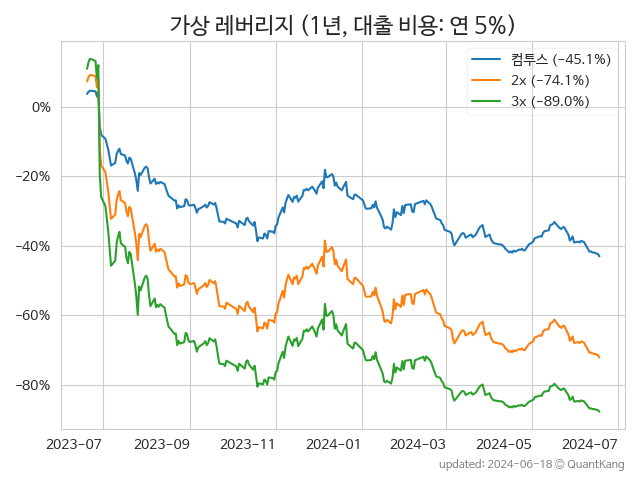 가상 레버리지 (1년, 대출 비용: 연 5%)
컴투스 (−45.1%)
2x (−74.1%)
3x (−89.0%)
0%
−20%
−40%
−60%
−80%
2023-07 2023-09 2023-11 2024-01 2024-03 2024-05 2024-07
updated: 2024-06-18 © QuantKang